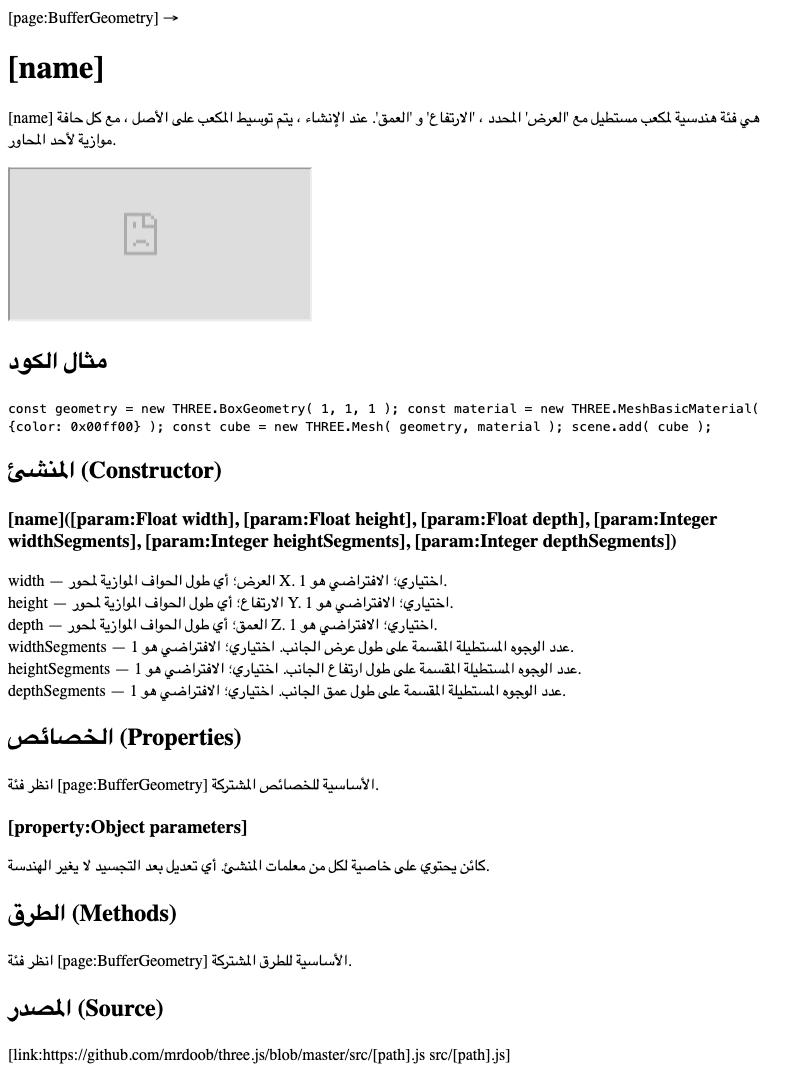 [page:BufferGeometry] →
[name]
[name] هي فئة هندسية لمكعب مستطيل مع 'العرض' المحدد ، 'الارتفاع' و 'العمق'. عند الإنشاء ، يتم توسيط المكعب على الأصل ، مع كل حافة
موازية لأحد المحاور.
مثال الكود
const geometry = new THREE.BoxGeometry( 1, 1, 1 ); const material = new THREE.MeshBasicMaterial(
{color: 0x00ff00} ); const cube = new THREE.Mesh( geometry, material ); scene.add( cube );
المنشئ (Constructor)
[name]([param:Float width], [param:Float height], [param:Float depth], [param:Integer
widthSegments], [param:Integer heightSegments], [param:Integer depthSegments])
width — العرض؛ أي طول الحواف الموازية لمحور X. اختياري؛ الافتراضي هو 1.
height — الارتفاع؛ أي طول الحواف الموازية لمحور Y. اختياري؛ الافتراضي هو 1.
depth — العمق؛ أي طول الحواف الموازية لمحور Z. اختياري؛ الافتراضي هو 1.
widthSegments — عدد الوجوه المستطيلة المقسمة على طول عرض الجانب. اختياري؛ الافتراضي هو 1.
heightSegments — عدد الوجوه المستطيلة المقسمة على طول ارتفاع الجانب. اختياري؛ الافتراضي هو 1.
depthSegments — عدد الوجوه المستطيلة المقسمة على طول عمق الجانب. اختياري؛ الافتراضي هو 1.
الخصائص (Properties)
انظر فئة [page:BufferGeometry] الأساسية للخصائص المشتركة.
[property:Object parameters]
كائن يحتوي على خاصية لكل من معلمات المنشئ. أي تعديل بعد التجسيد لا يغير الهندسة.
الطرق (Methods)
انظر فئة [page:BufferGeometry] الأساسية للطرق المشتركة.
المصدر (Source)
[link:https://github.com/mrdoob/three.js/blob/master/src/[path].js src/[path].js]